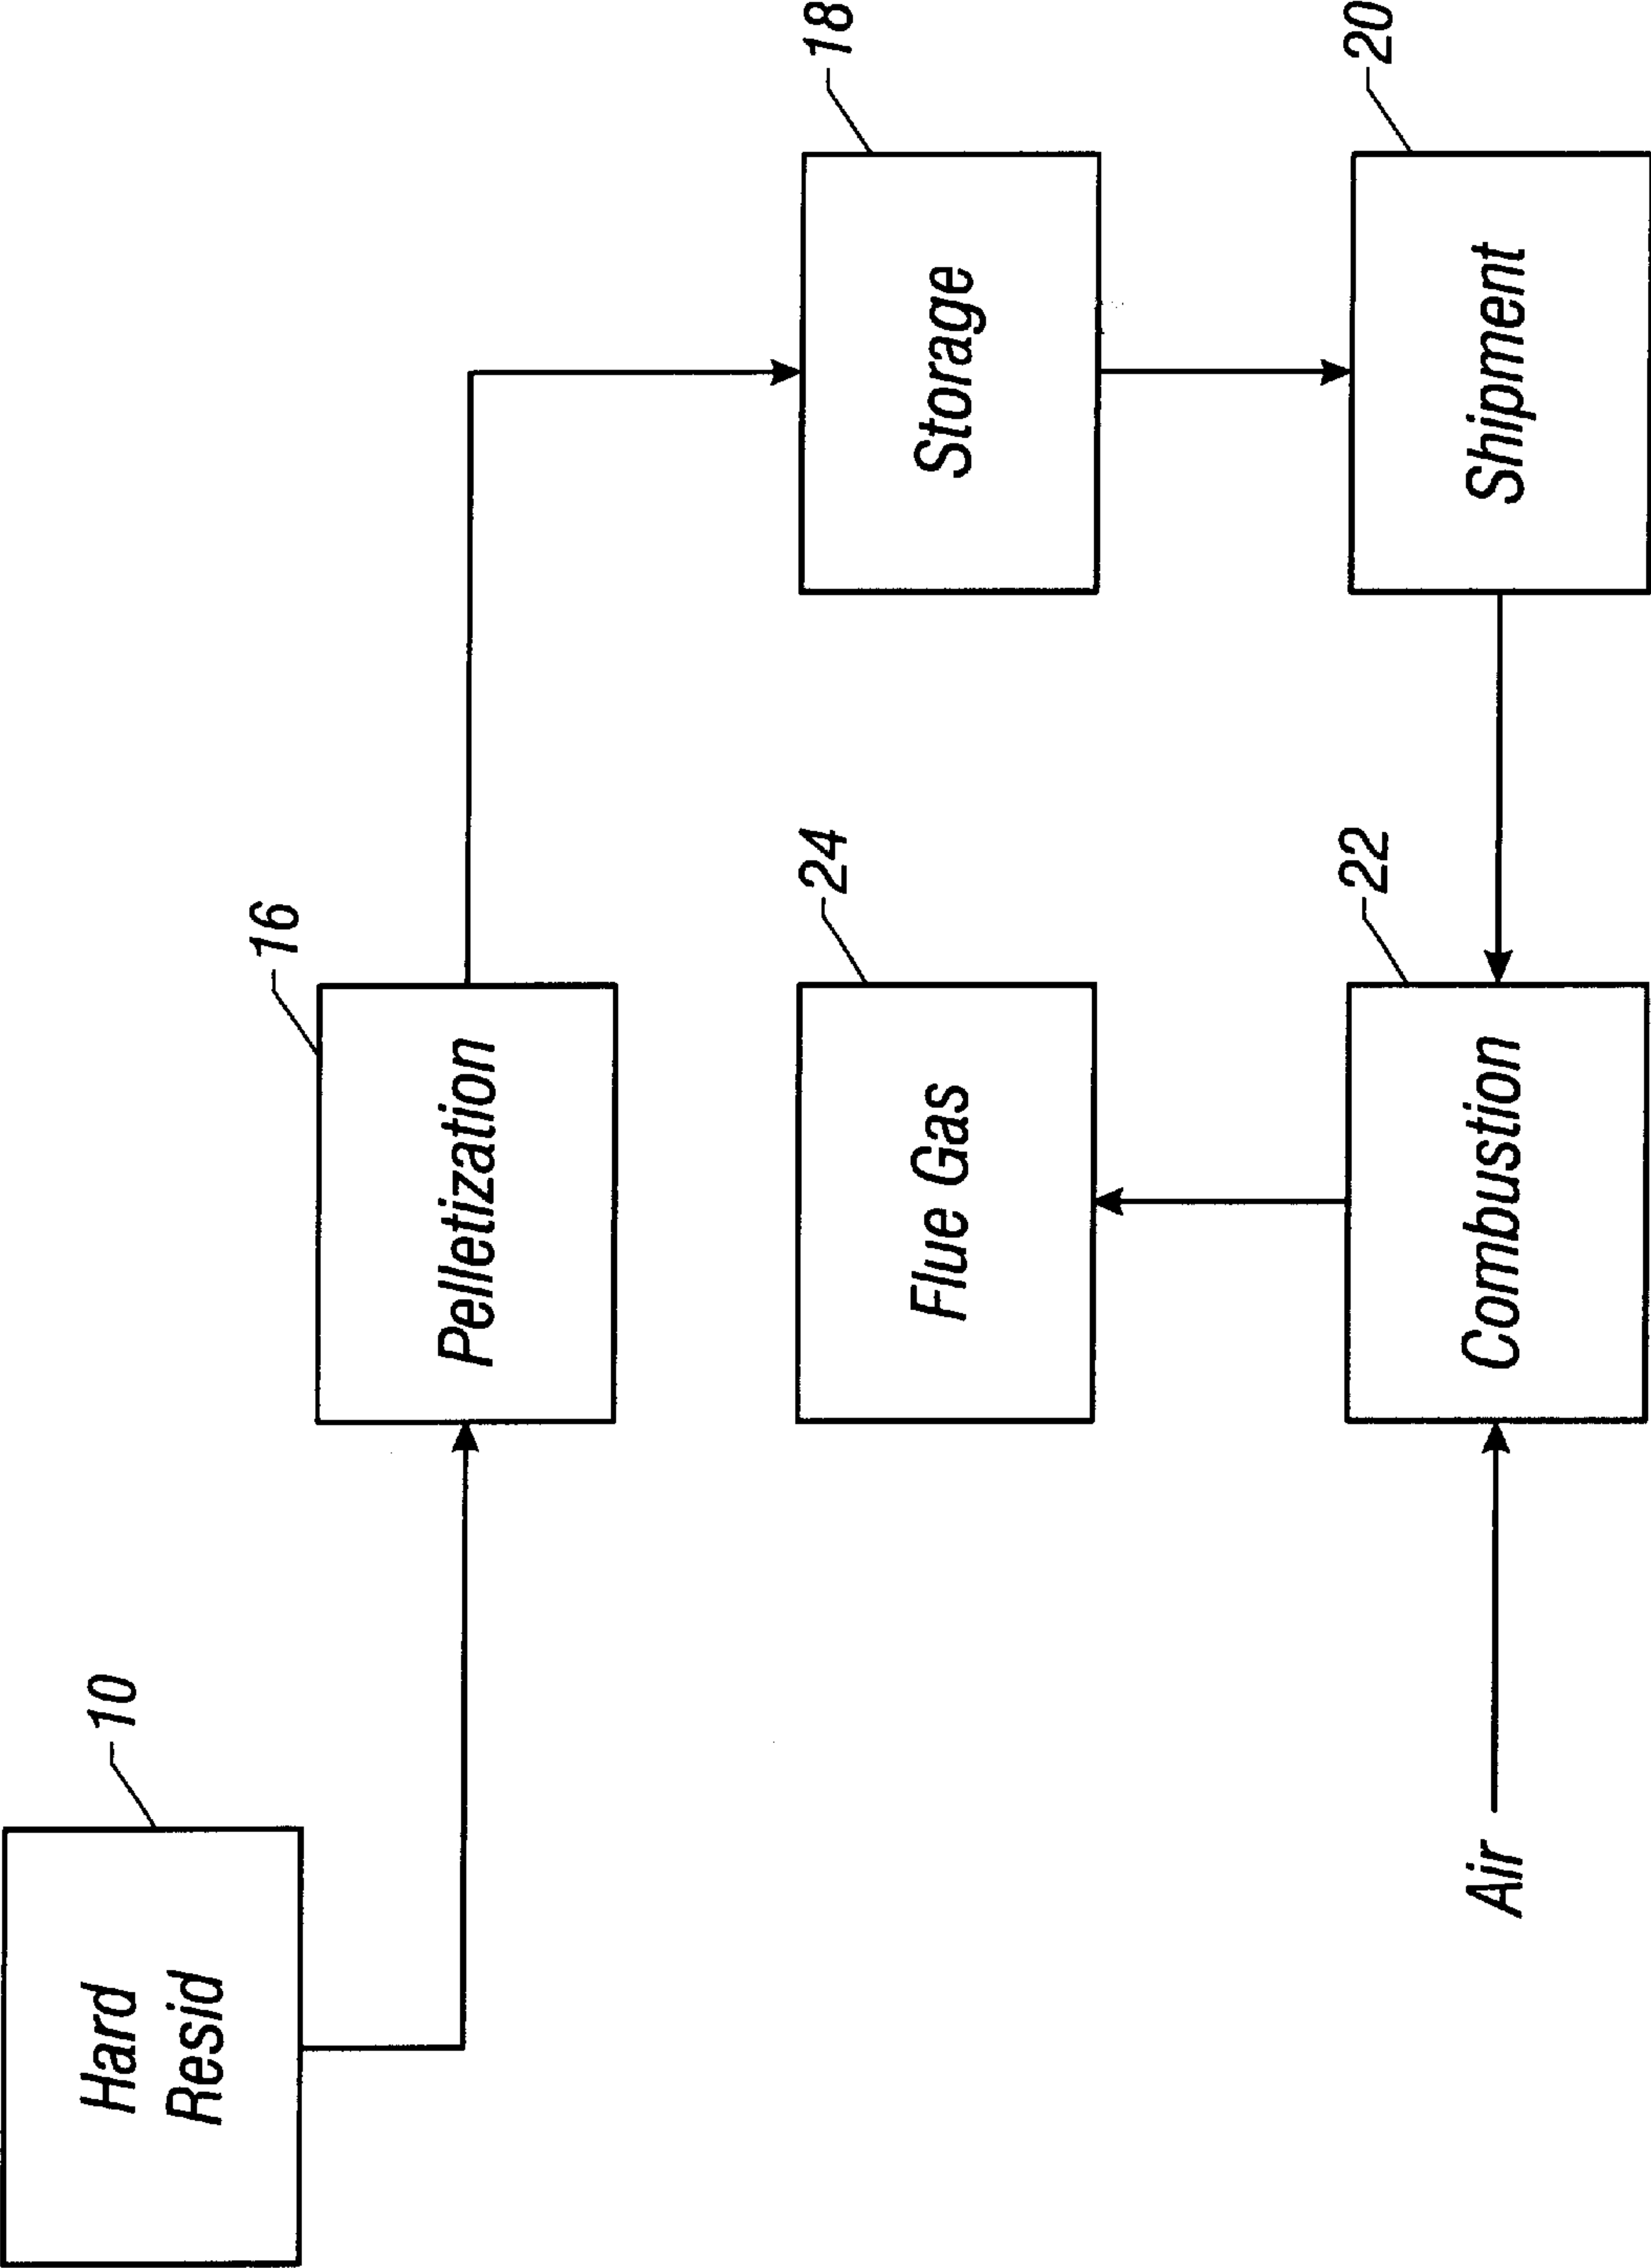 10
Hard
Resid
16
Pelletization
18
Storage
24
Flue Gas
20
Shipment
22
Combustion
Air